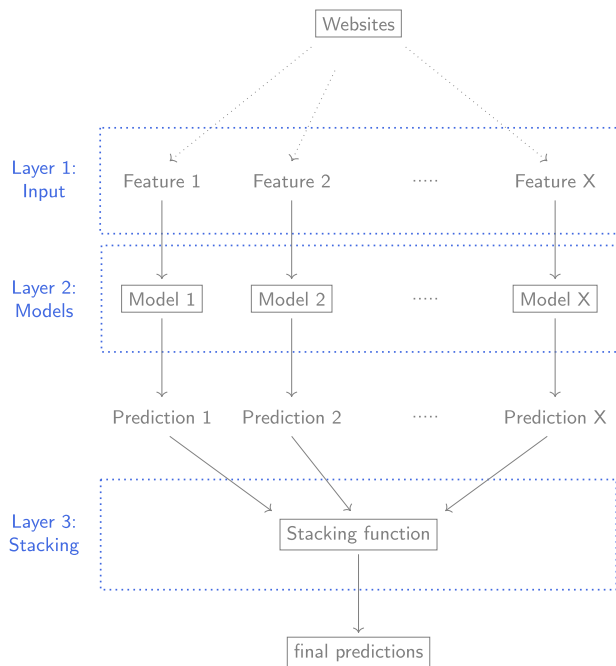 Websites
Layer 1:
Input
Feature 1
Feature 2
.....
Feature X
Layer 2:
Models
Model 1
Model 2
.....
Model X
Prediction 1
Prediction 2
.....
Prediction X
Layer 3:
Stacking
Stacking function
final predictions